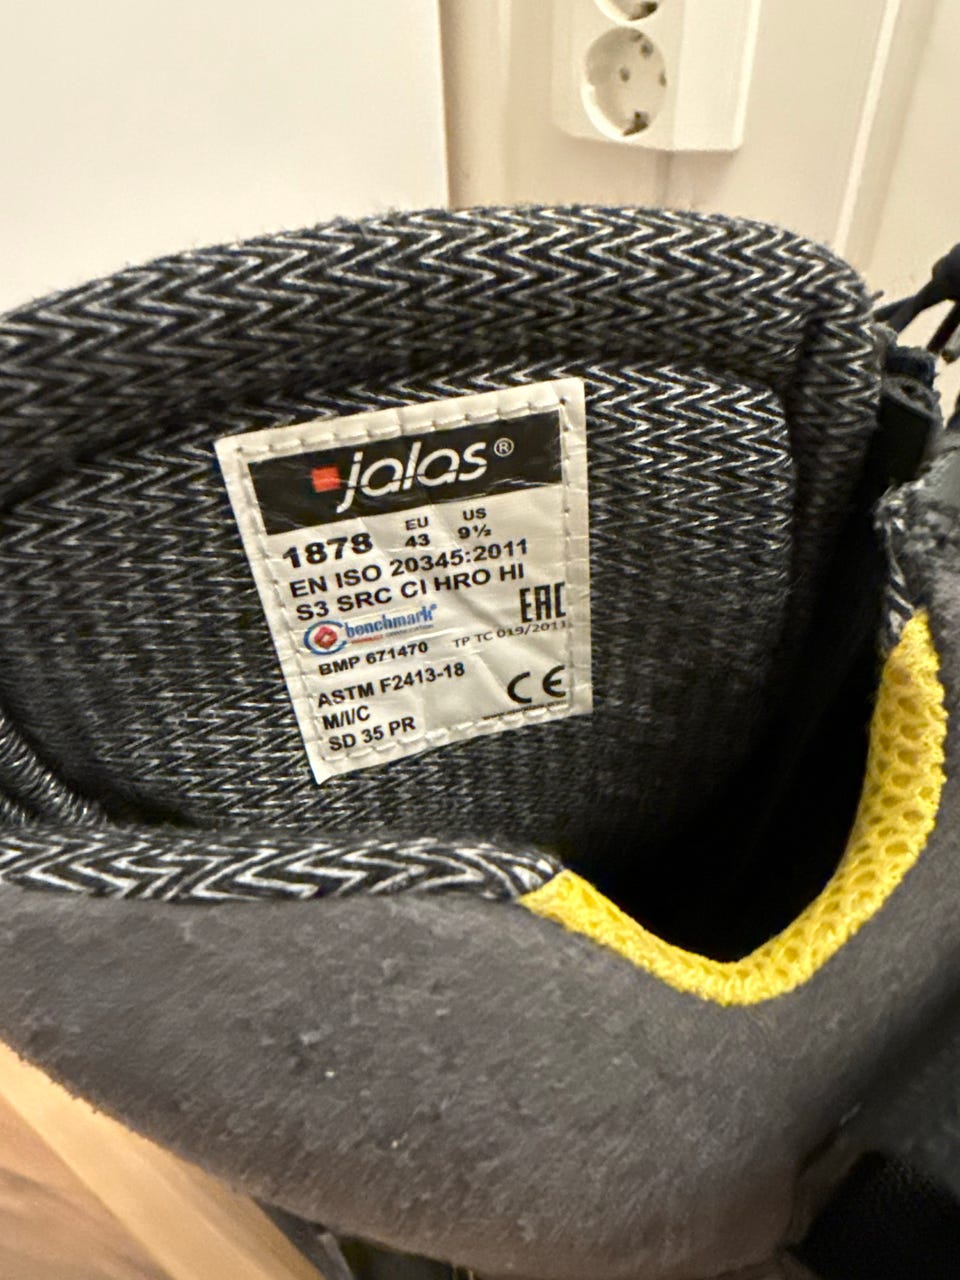 jalas®
EU US
1878 43 9½
EN ISO 20345:2011
S3 SRC CI HRO HI
benchmark®
EAC
TP TC 019/2011
BMP 671470
ASTM F2413-18
M/I/C
SD 35 PR
CE